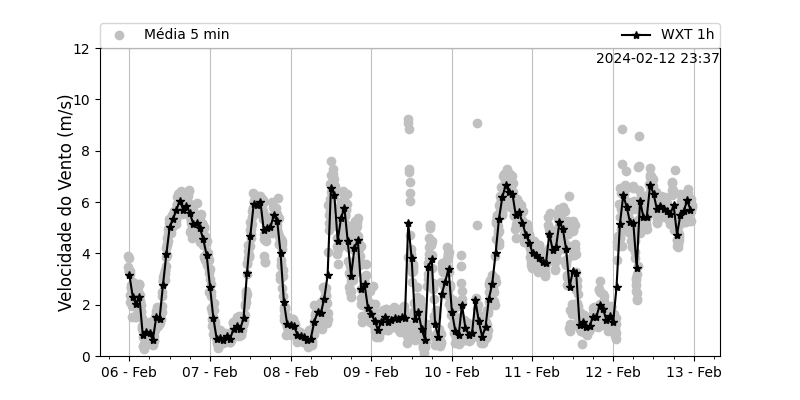 Média 5 min
WXT 1h
2024-02-12 23:37
Velocidade do Vento (m/s)
12
10
8
6
4
2
0
06 - Feb
07 - Feb
08 - Feb
09 - Feb
10 - Feb
11 - Feb
12 - Feb
13 - Feb